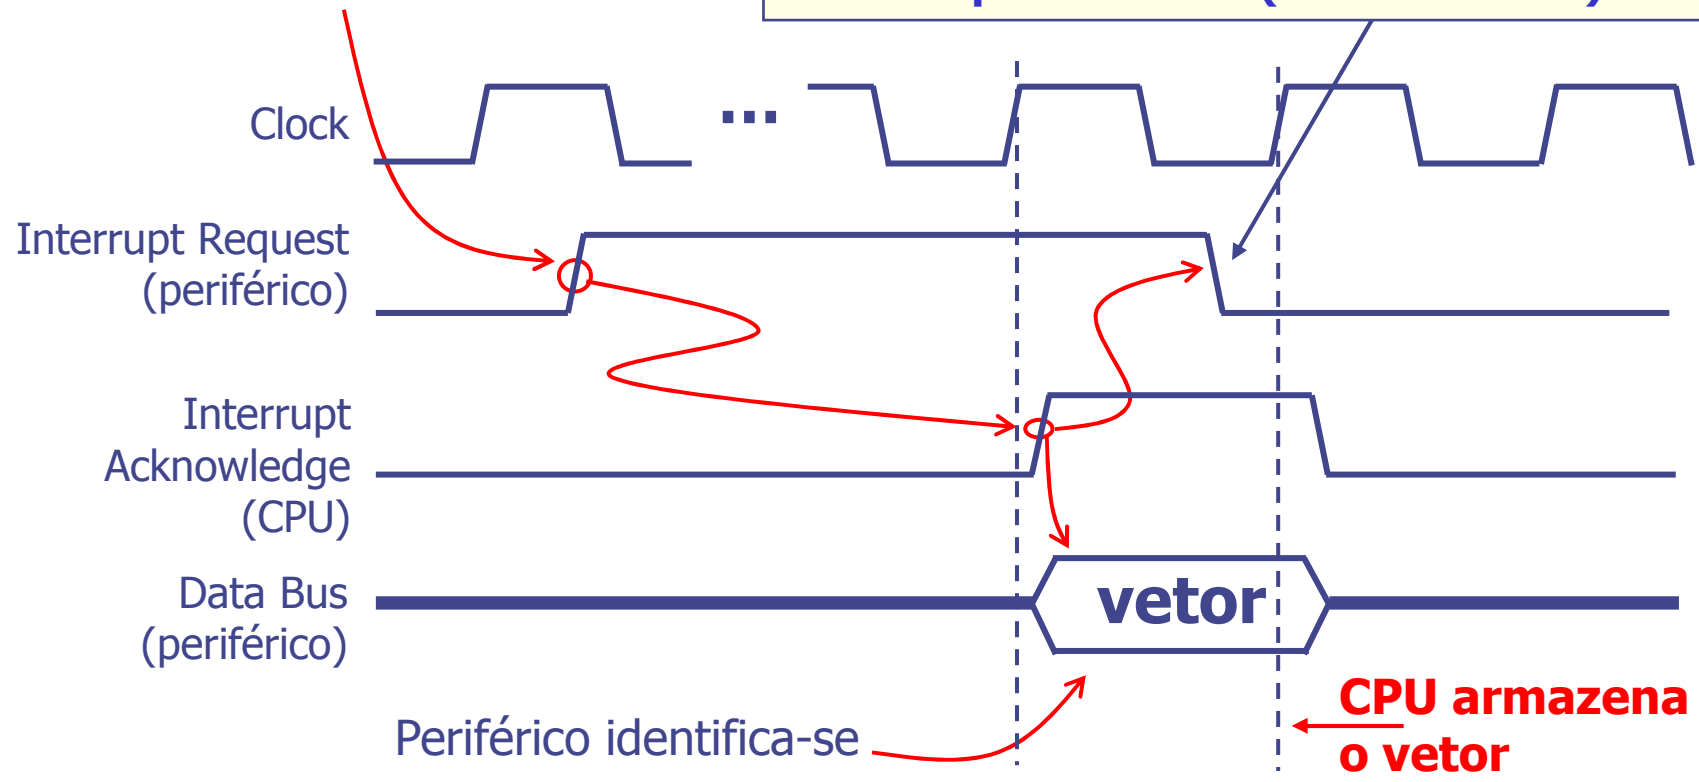 Clock
...
Interrupt Request
(periférico)
Interrupt
Acknowledge
(CPU)
Data Bus
(periférico)
vetor
Periférico identifica-se
CPU armazena
o vetor